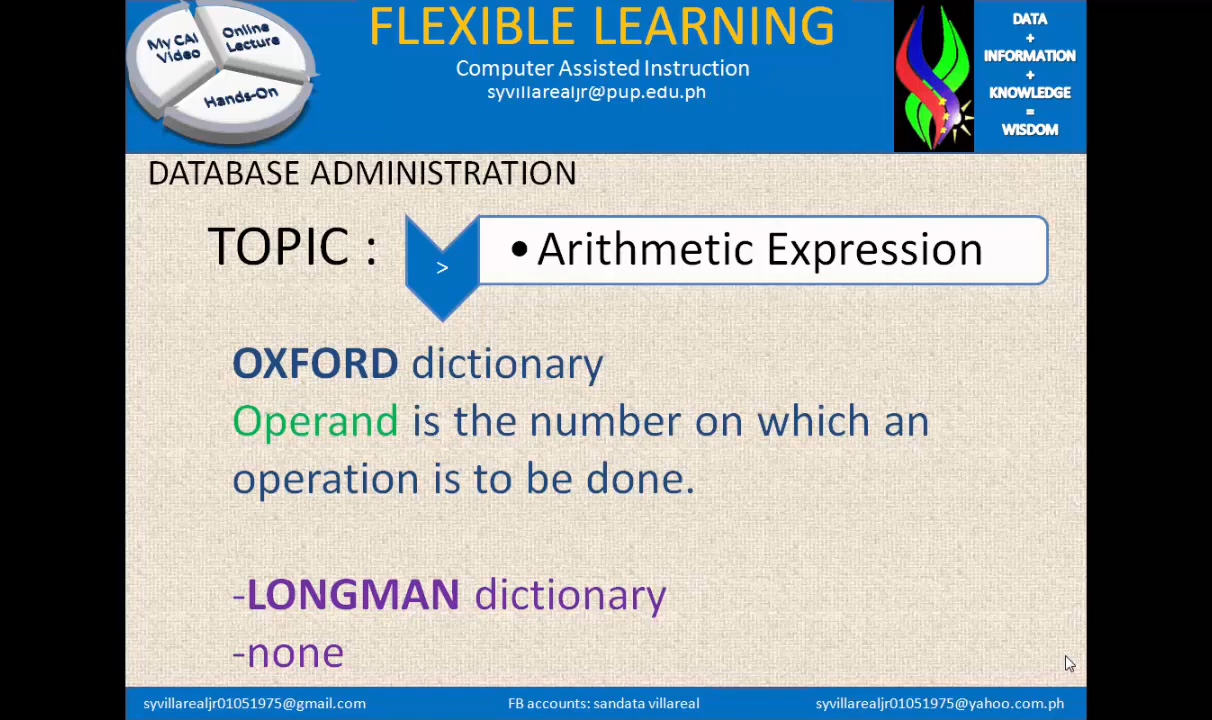 My CAI
Video
Online
Lecture
Hands-On
FLEXIBLE LEARNING
Computer Assisted Instruction
syvillarealjr@pup.edu.ph
DATA
+
INFORMATION
+
KNOWLEDGE
=
WISDOM
DATABASE ADMINISTRATION
TOPIC :
>
•Arithmetic Expression
OXFORD dictionary
Operand is the number on which an
operation is to be done.
-LONGMAN dictionary
-none
syvillarealjr01051975@gmail.com
FB accounts: sandata villareal
syvillarealjr01051975@yahoo.com.ph